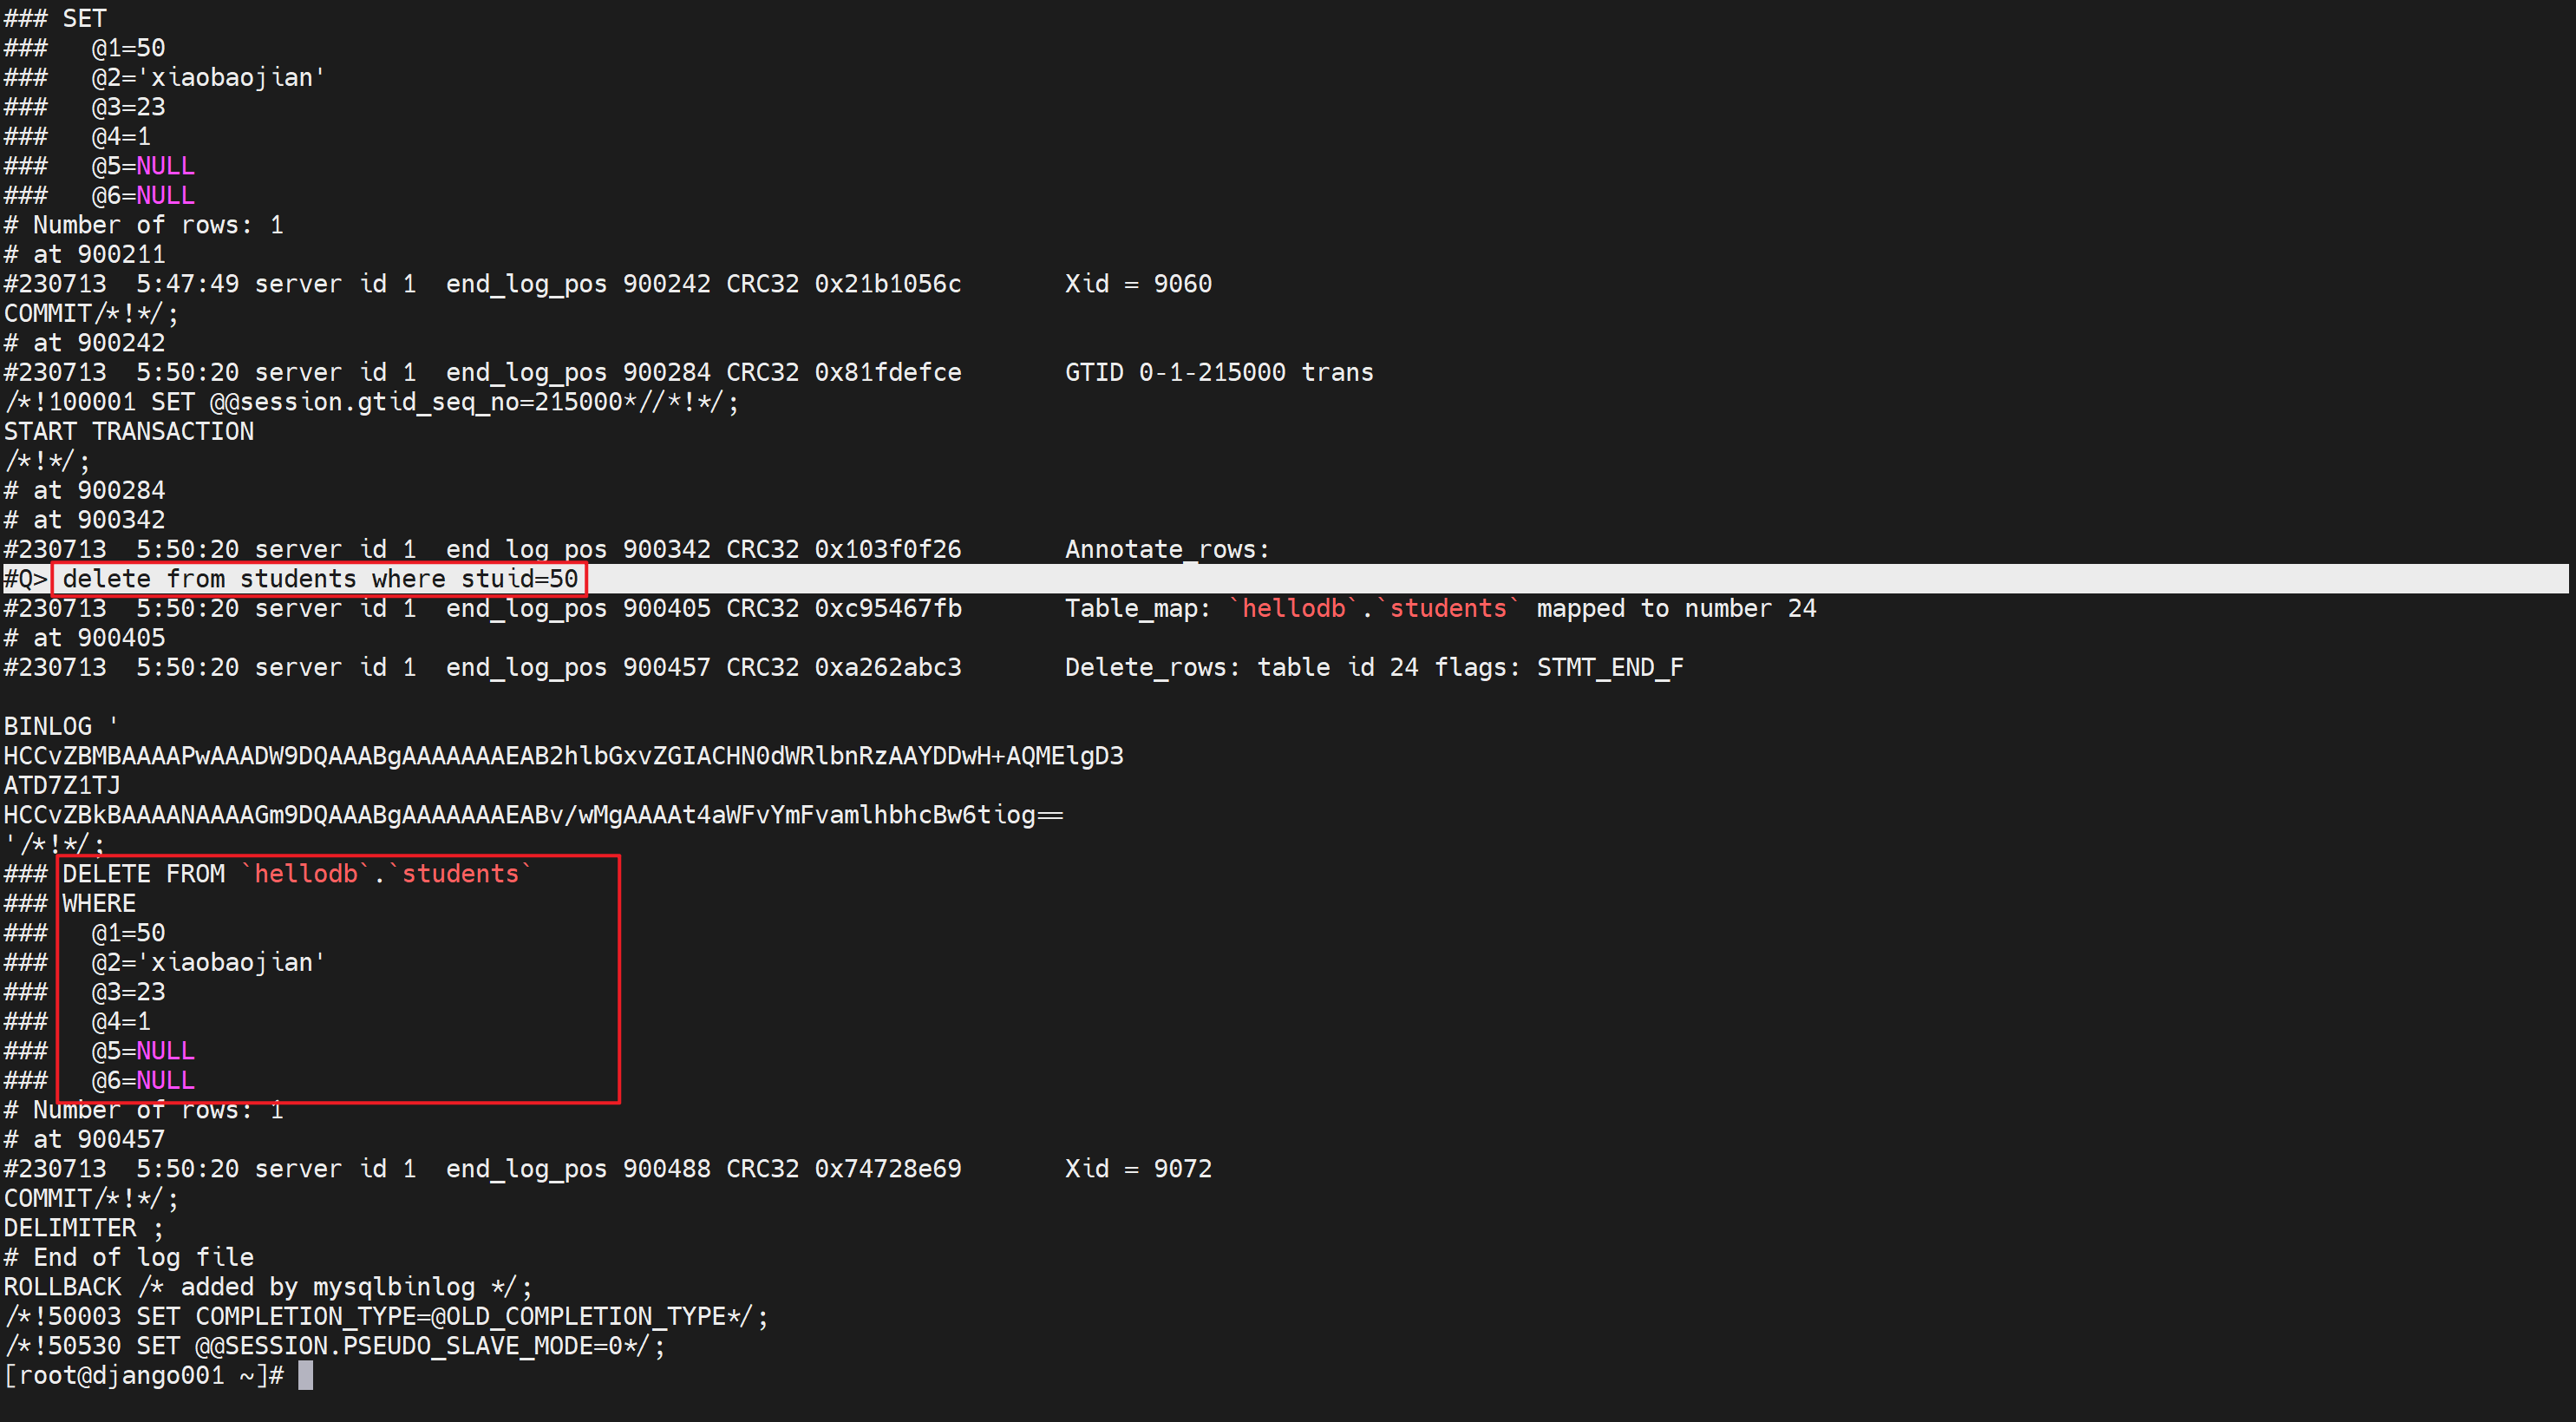 ### SET
###   @1=50
###   @2='xiaobaojian'
###   @3=23
###   @4=1
###   @5=NULL
###   @6=NULL
# Number of rows: 1
# at 900211
#230713  5:47:49 server id 1  end_log_pos 900242 CRC32 0x21b1056c       Xid = 9060
COMMIT/*!*/;
# at 900242
#230713  5:50:20 server id 1  end_log_pos 900284 CRC32 0x81fdefce       GTID 0-1-215000 trans
/*!100001 SET @@session.gtid_seq_no=215000*//*!*/;
START TRANSACTION
/*!*/;
# at 900284
# at 900342
#230713  5:50:20 server id 1  end_log_pos 900342 CRC32 0x103f0f26       Annotate_rows:
#Q> delete from students where stuid=50
#230713  5:50:20 server id 1  end_log_pos 900405 CRC32 0xc95467fb       Table_map: `hellodb`.`students` mapped to number 24
# at 900405
#230713  5:50:20 server id 1  end_log_pos 900457 CRC32 0xa262abc3       Delete_rows: table id 24 flags: STMT_END_F
BINLOG '
HCCvZBMBAAAAPwAAADW9DQAAABgAAAAAAAEAB2hlbGxvZGIACHN0dWRlbnRzAAYDDwH+AQMElgD3
ATD7Z1TJ
HCCvZBkBAAAANAAAAGm9DQAAABgAAAAAAAEABv/wMgAAAAt4aWFvYmFvamlhbhcBw6tiog==
'/*!*/;
### DELETE FROM `hellodb`.`students`
### WHERE
###   @1=50
###   @2='xiaobaojian'
###   @3=23
###   @4=1
###   @5=NULL
###   @6=NULL
# Number of rows: 1
# at 900457
#230713  5:50:20 server id 1  end_log_pos 900488 CRC32 0x74728e69       Xid = 9072
COMMIT/*!*/;
DELIMITER ;
# End of log file
ROLLBACK /* added by mysqlbinlog */;
/*!50003 SET COMPLETION_TYPE=@OLD_COMPLETION_TYPE*/;
/*!50530 SET @@SESSION.PSEUDO_SLAVE_MODE=0*/;
[root@django001 ~]#